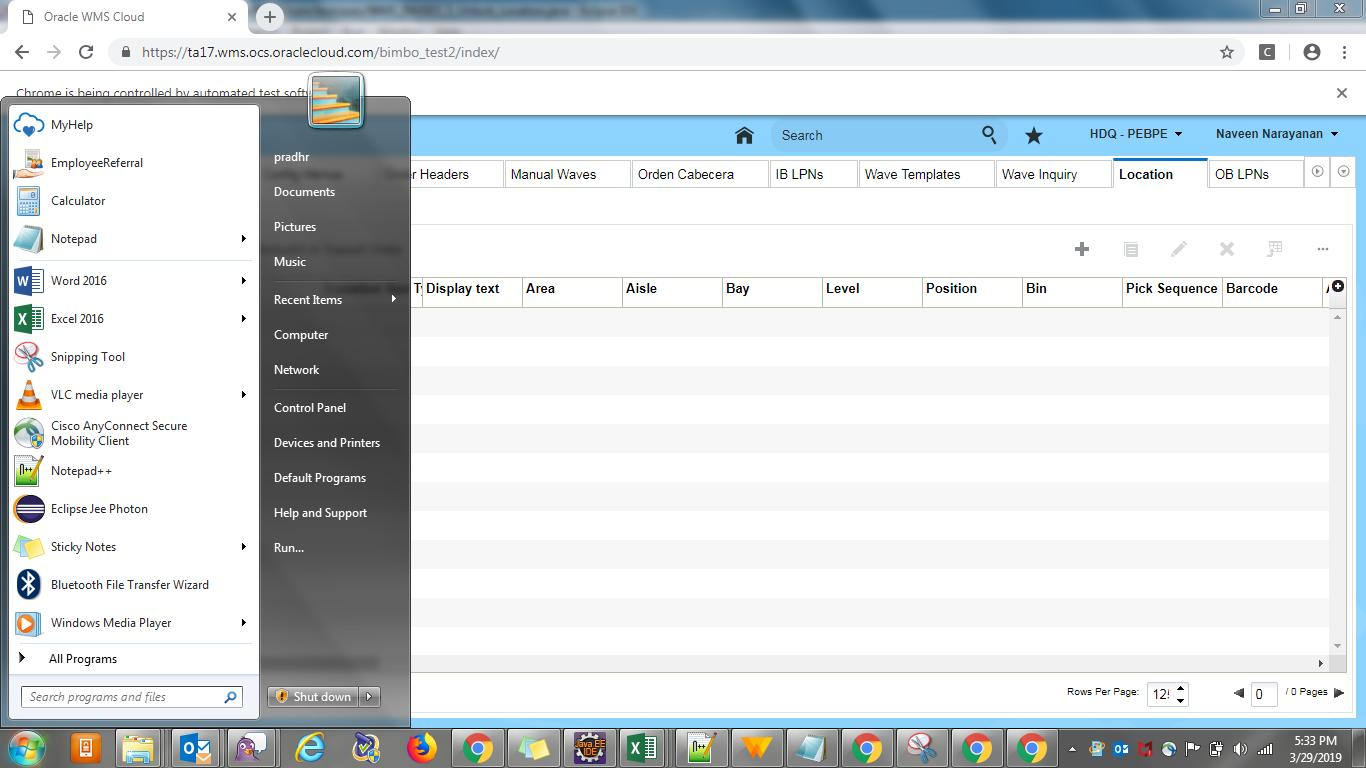 Oracle WMS Cloud
https://ta17.wms.ocs.oraclecloud.com/bimbo_test2/index/
C
Chrome is being controlled by automated test
MyHelp
EmployeeReferral
Calculator
Notepad
Word 2016
Excel 2016
Snipping Tool
VLC media player
Cisco AnyConnect Secure
Mobility Client
Notepad++
Eclipse Jee Photon
Sticky Notes
Bluetooth File Transfer Wizard
Windows Media Player
All Programs
Search programs and files
pradhr
Documents
Pictures
Music
Recent Items
Computer
Network
Control Panel
Devices and Printers
Default Programs
Help and Support
Run...
Shut down
Search
HDQ - PEBPE
Naveen Narayanan
Headers
Manual Waves
Orden Cabecera
IB LPNs
Wave Templates
Wave Inquiry
Location
OB LPNs
Display text
Area
Aisle
Bay
Level
Position
Bin
Pick Sequence
Barcode
Rows Per Page:
0
/ 0 Pages
Java EE
IDE
5:33 PM
3/29/2019